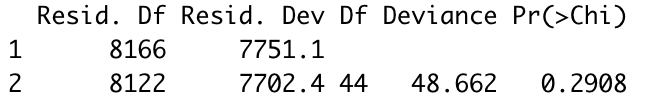 Resid. Df Resid. Dev Df Deviance Pr(>Chi)
1 8166 7751.1
2 8122 7702.4 44 48.662 0.2908